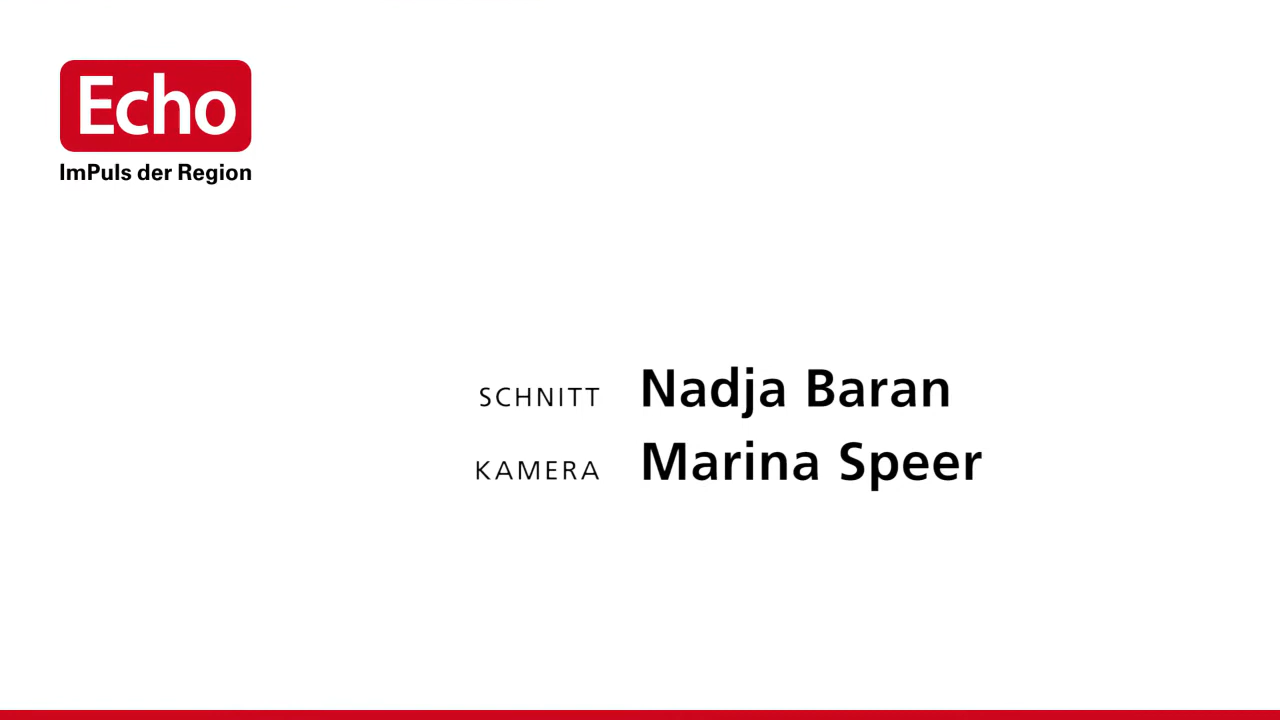 Echo
ImPuls der Region
SCHNITT Nadja Baran
KAMERA Marina Speer